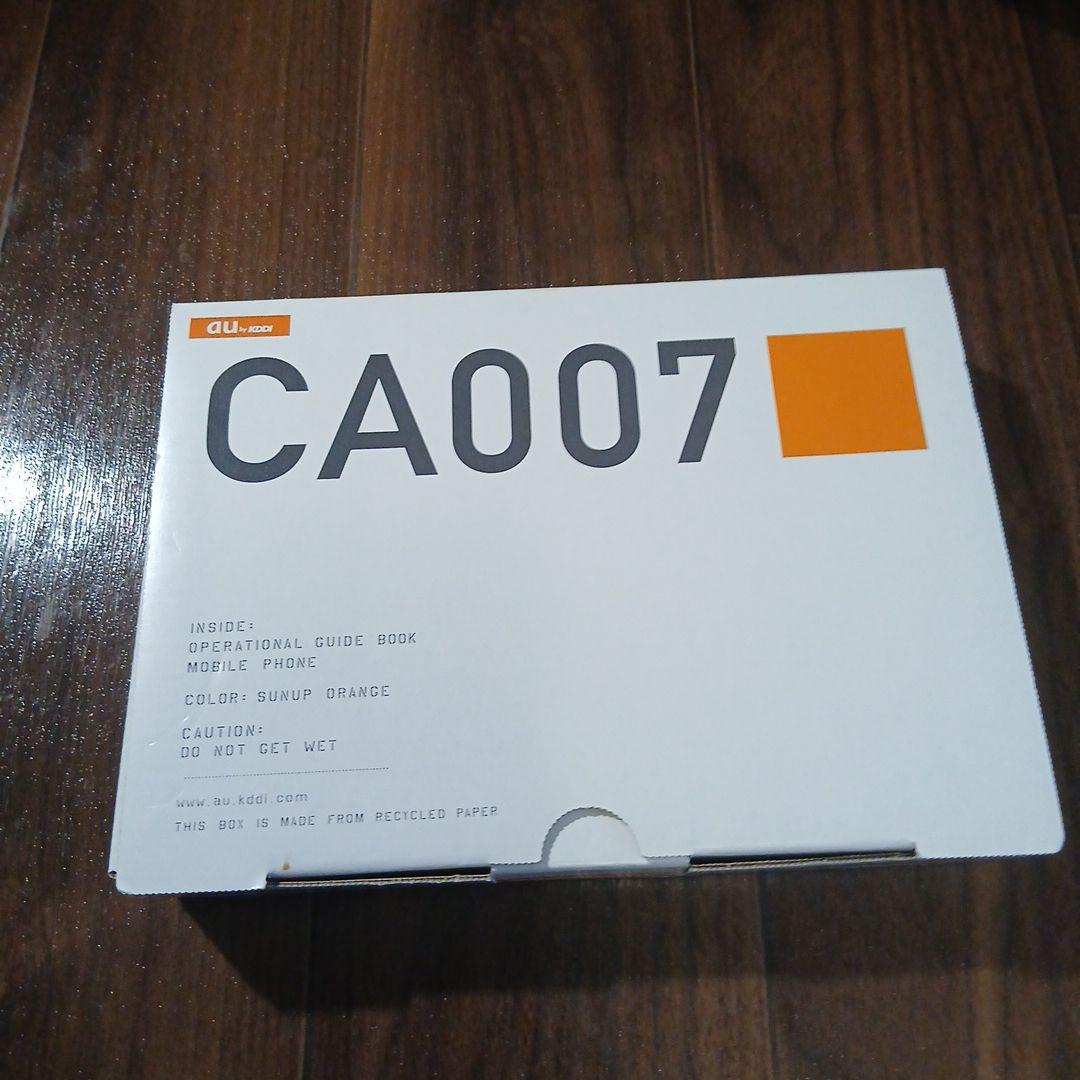 au by KDDI
CA007
INSIDE:
OPERATIONAL GUIDE BOOK
MOBILE PHONE
COLOR: SUNUP ORANGE
CAUTION:
DO NOT GET WET
www.au.kddi.com
THIS BOX IS MADE FROM RECYCLED PAPER